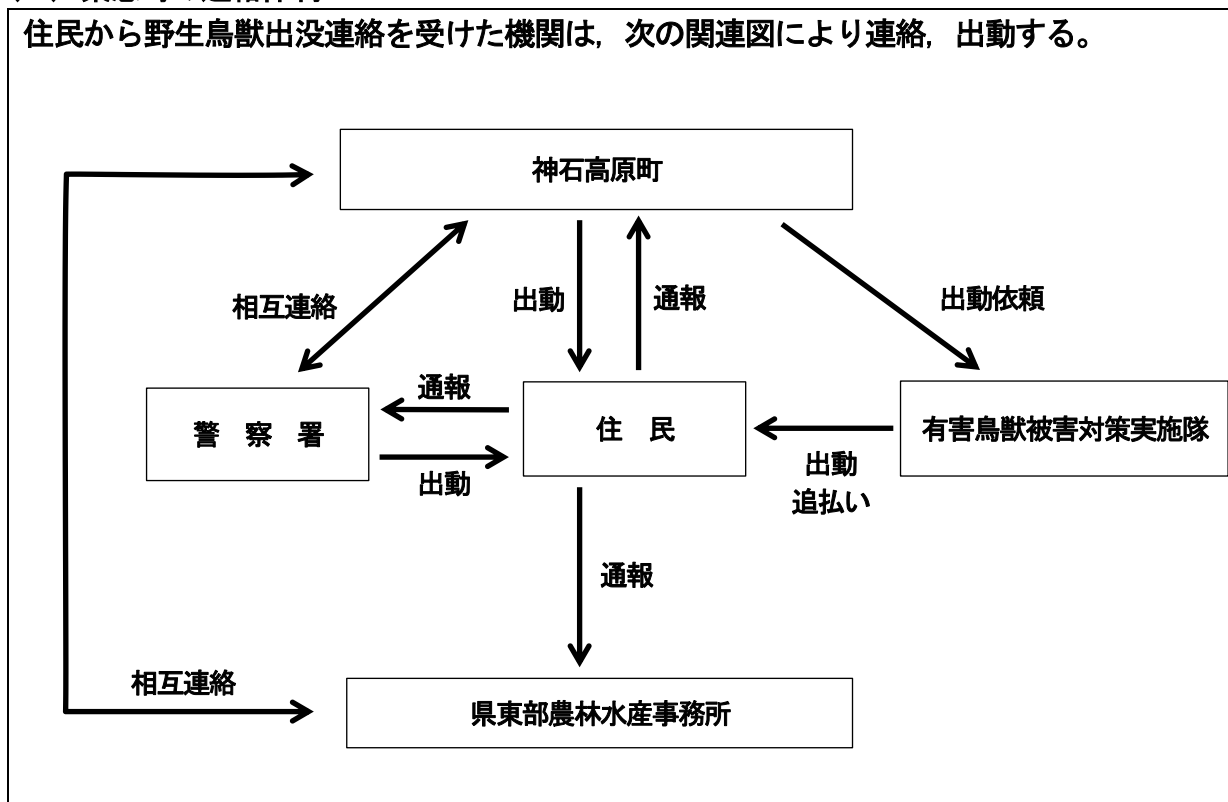 住民から野生鳥獣出没連絡を受けた機関は，次の関連図により連絡，出動する。
神石高原町
相互連絡
出動
通報
出動依頼
通報
警　察　署
住　民
有害鳥獣被害対策実施隊
出動
出動
追払い
通報
相互連絡
県東部農林水産事務所